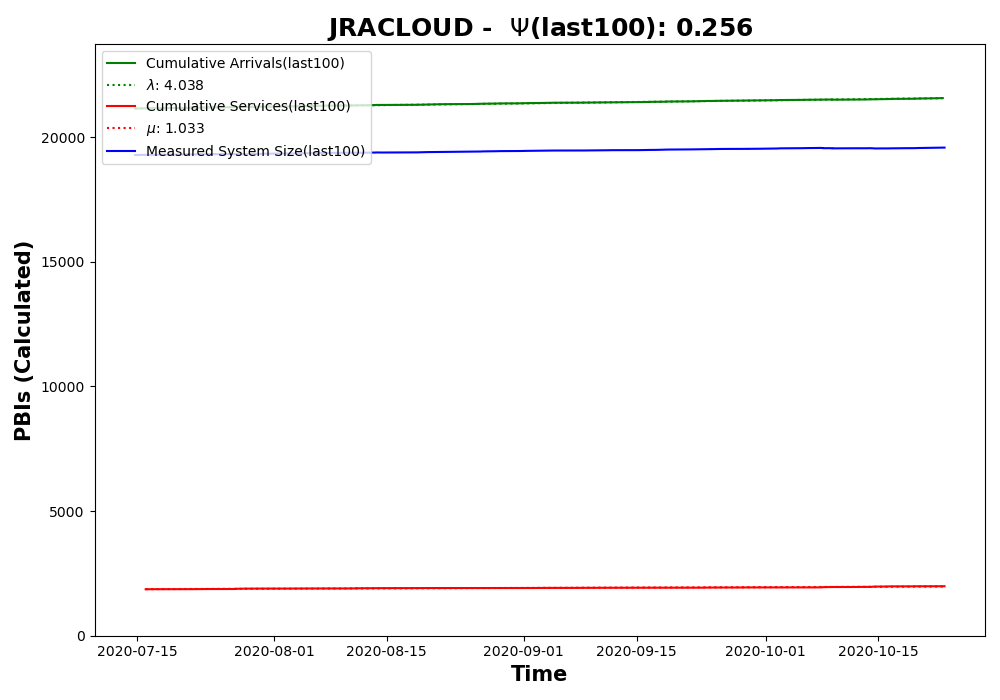 JRACLOUD - Ψ(last100): 0.256
Cumulative Arrivals(last100)
λ: 4.038
Cumulative Services(last100)
μ: 1.033
Measured System Size(last100)
20000
15000
10000
5000
0
PBIs (Calculated)
2020-07-15 2020-08-01 2020-08-15 2020-09-01 2020-09-15 2020-10-01 2020-10-15
Time